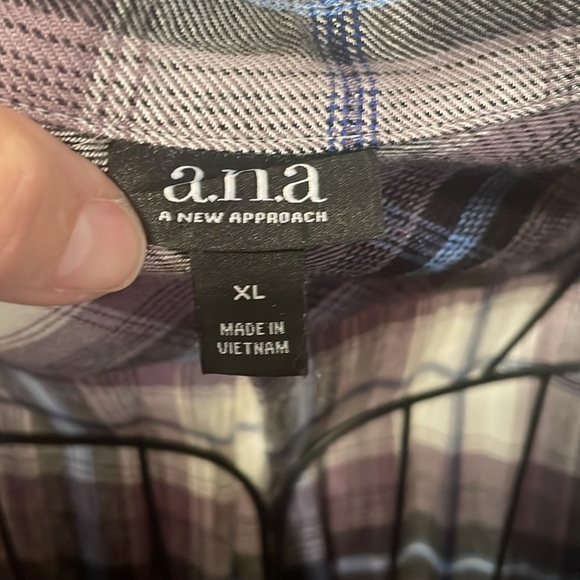 a.n.a
A NEW APPROACH
XL
MADE IN
VIETNAM